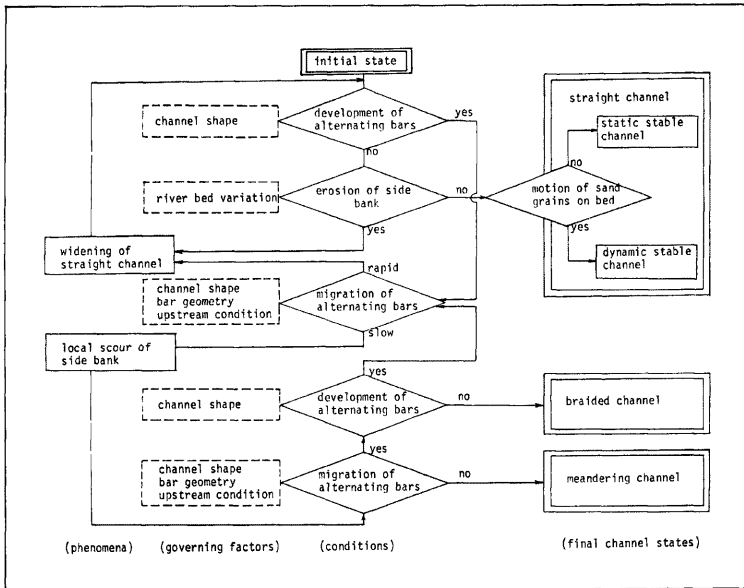 initial state
development of
alternating bars
channel shape
yes
no
straight channel
static stable
channel
no
erosion of side
bank
river bed variation
no
motion of sand
grains on bed
yes
yes
dynamic stable
channel
widening of
straight channel
rapid
channel shape
bar geometry
upstream condition
migration of
alternating bars
slow
local scour of
side bank
yes
channel shape
development of
alternating bars
no
braided channel
yes
channel shape
bar geometry
upstream condition
migration of
alternating bars
no
meandering channel
(phenomena)
(governing factors)
(conditions)
(final channel states)